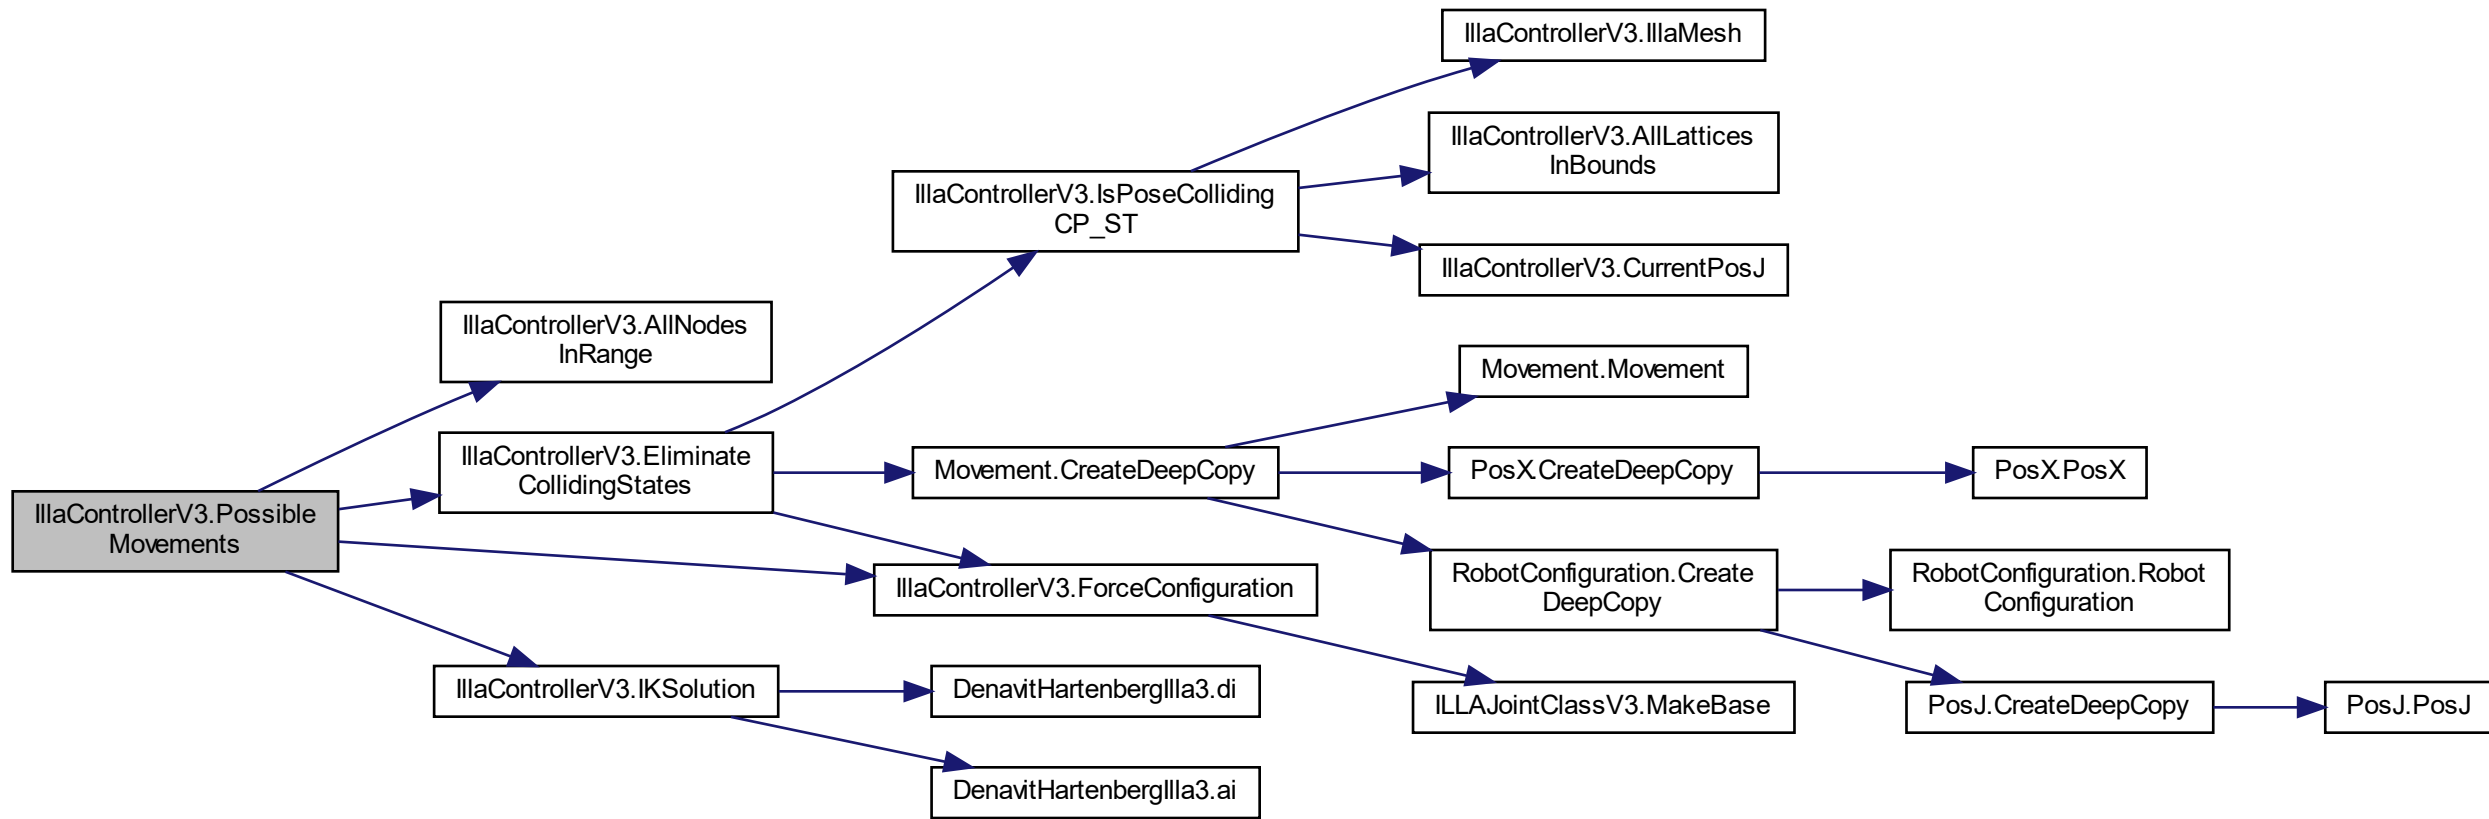 IllaControllerV3.IllaMesh
IllaControllerV3.AllLattices
InBounds
IllaControllerV3.IsPoseColliding
CP_ST
IllaControllerV3.CurrentPosJ
IllaControllerV3.AllNodes
InRange
Movement.Movement
IllaControllerV3.Eliminate
CollidingStates
Movement.CreateDeepCopy
PosX.CreateDeepCopy
PosX.PosX
IllaControllerV3.Possible
Movements
IllaControllerV3.ForceConfiguration
RobotConfiguration.Create
DeepCopy
RobotConfiguration.Robot
Configuration
IllaControllerV3.IKSolution
DenavitHartenbergIlla3.di
ILLAJointClassV3.MakeBase
PosJ.CreateDeepCopy
PosJ.PosJ
DenavitHartenbergIlla3.ai